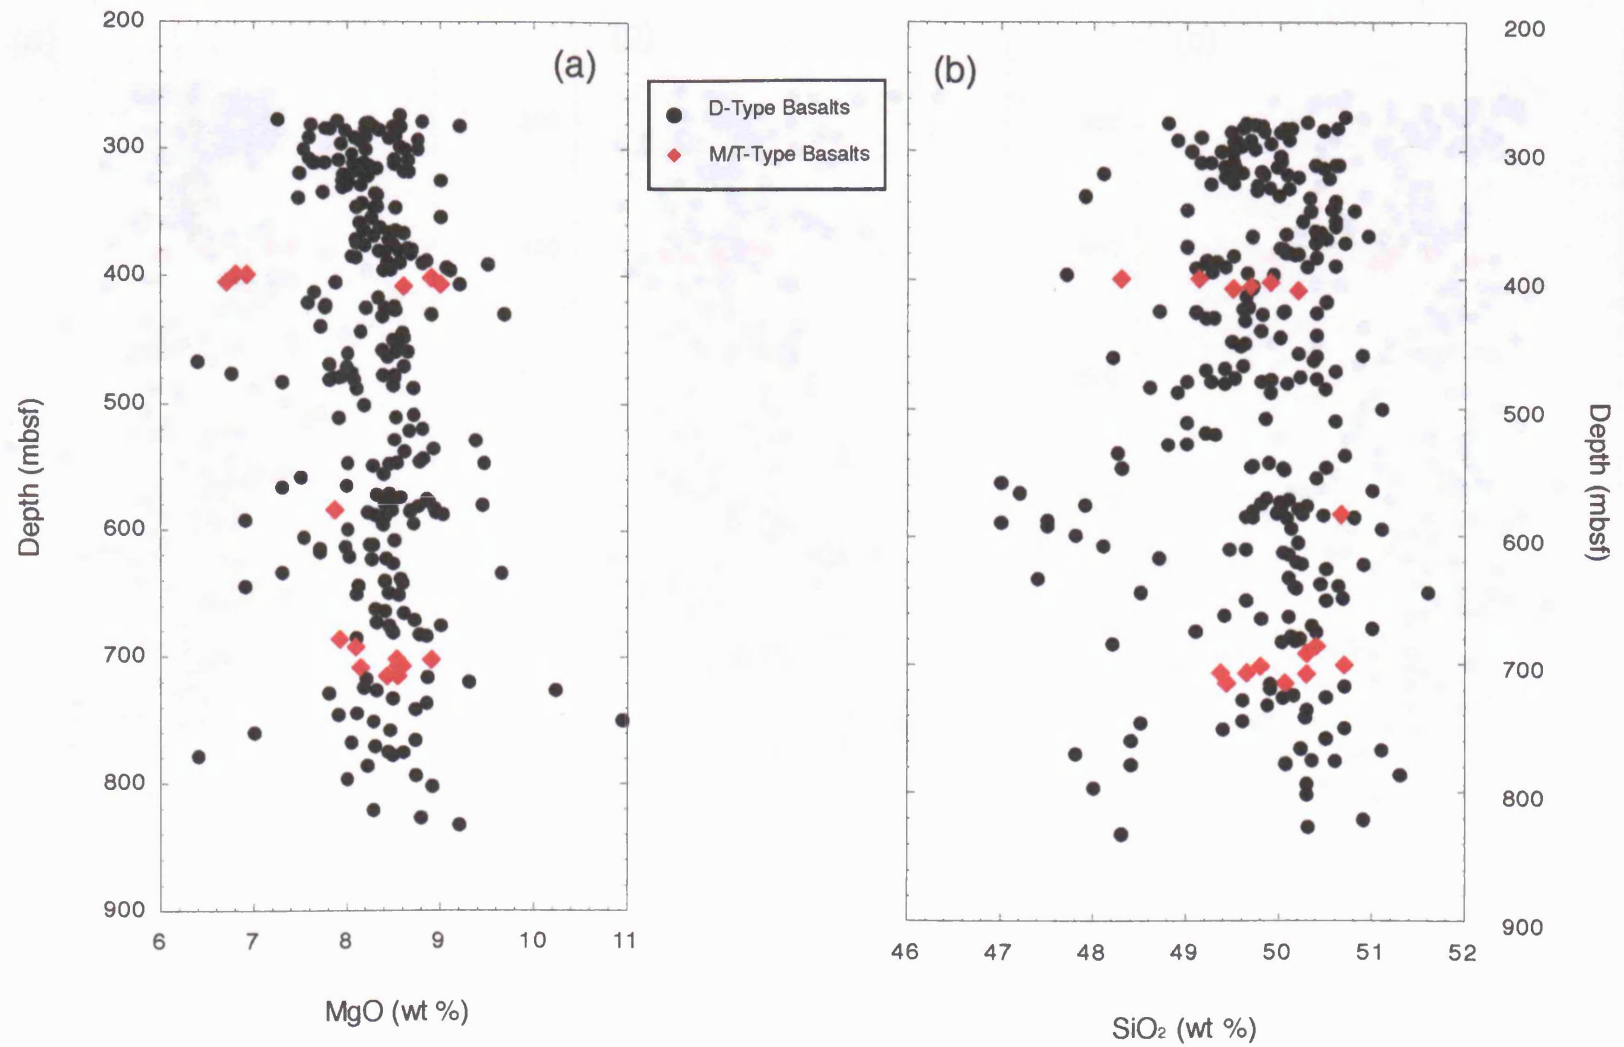 200
300
400
500
600
700
800
900
Depth (mbsf)
6 7 8 9 10 11
MgO (wt %)
(a)
D-Type Basalts
M/T-Type Basalts
(b)
200
300
400
500
600
700
800
900
Depth (mbsf)
46 47 48 49 50 51 52
SiO₂ (wt %)